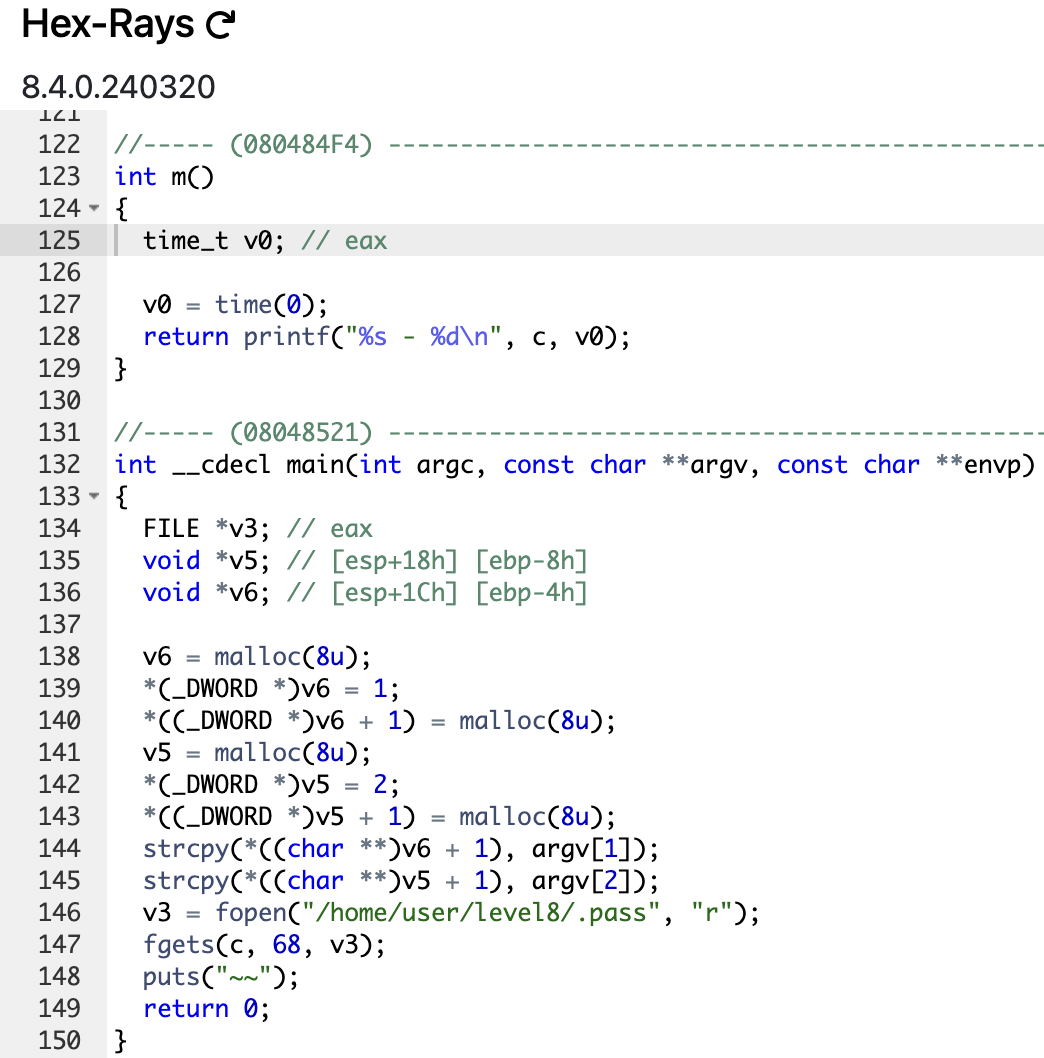 Hex-Rays
8.4.0.240320
121
122 //----- (080484F4) ----------------------------------------------
123 int m()
124 {
125   time_t v0; // eax
126
127   v0 = time(0);
128   return printf("%s - %d\n", c, v0);
129 }
130
131 //----- (08048521) ----------------------------------------------
132 int __cdecl main(int argc, const char **argv, const char **envp)
133 {
134   FILE *v3; // eax
135   void *v5; // [esp+18h] [ebp-8h]
136   void *v6; // [esp+1Ch] [ebp-4h]
137
138   v6 = malloc(8u);
139   *(_DWORD *)v6 = 1;
140   *((_DWORD *)v6 + 1) = malloc(8u);
141   v5 = malloc(8u);
142   *(_DWORD *)v5 = 2;
143   *((_DWORD *)v5 + 1) = malloc(8u);
144   strcpy(*((char **)v6 + 1), argv[1]);
145   strcpy(*((char **)v5 + 1), argv[2]);
146   v3 = fopen("/home/user/level8/.pass", "r");
147   fgets(c, 68, v3);
148   puts("~~");
149   return 0;
150 }